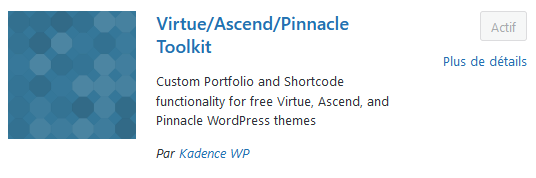 Virtue/Ascend/Pinnacle
Toolkit
Actif
Plus de détails
Custom Portfolio and Shortcode
functionality for free Virtue, Ascend, and
Pinnacle WordPress themes
Par Kadence WP